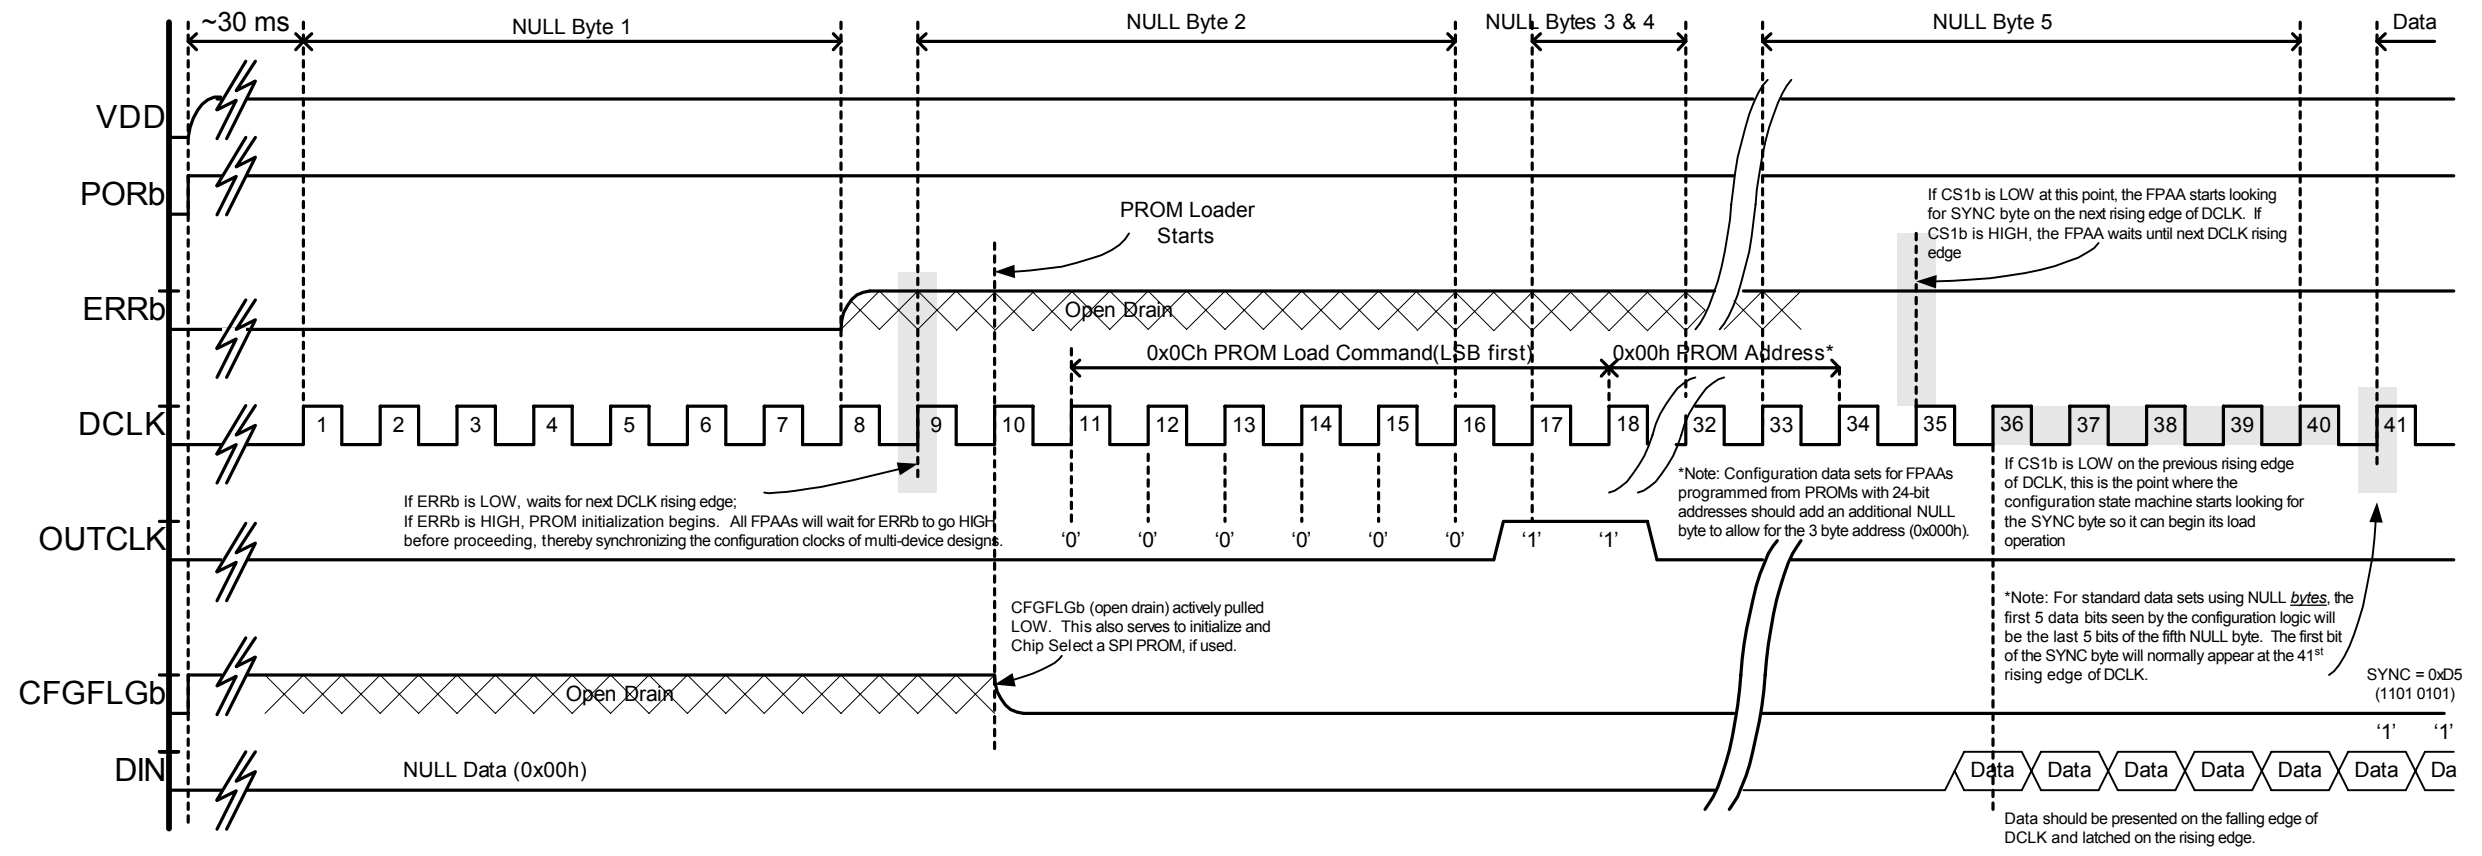 ~30 ms
NULL Byte 1
NULL Byte 2
NULL Bytes 3 & 4
NULL Byte 5
Data
VDD
PORb
PROM Loader
Starts
If CS1b is LOW at this point, the FPAA starts looking
for SYNC byte on the next rising edge of DCLK. If
CS1b is HIGH, the FPAA waits until next DCLK rising
edge
ERRb
Open Drain
0x0Ch PROM Load Command(LSB first)
0x00h PROM Address*
DCLK
1 2 3 4 5 6 7 8 9 10 11 12 13 14 15 16 17 18 32 33 34 35 36 37 38 39 40 41
If ERRb is LOW, waits for next DCLK rising edge;
If ERRb is HIGH, PROM initialization begins. All FPAAs will wait for ERRb to go HIGH
before proceeding, thereby synchronizing the configuration clocks of multi-device designs.
*Note: Configuration data sets for FPAAs
programmed from PROMs with 24-bit
addresses should add an additional NULL
byte to allow for the 3 byte address (0x000h).
If CS1b is LOW on the previous rising edge
of DCLK, this is the point where the
configuration state machine starts looking for
the SYNC byte so it can begin its load
operation
OUTCLK
‘0’ ‘0’ ‘0’ ‘0’ ‘0’ ‘0’ ‘1’ ‘1’
CFGFLGb (open drain) actively pulled
LOW. This also serves to initialize and
Chip Select a SPI PROM, if used.
*Note: For standard data sets using NULL bytes, the
first 5 data bits seen by the configuration logic will
be the last 5 bits of the fifth NULL byte. The first bit
of the SYNC byte will normally appear at the 41st
rising edge of DCLK.
SYNC = 0xD5
(1101 0101)
CFGFLGb
Open Drain
‘1’ ‘1’
DIN
NULL Data (0x00h)
Data Data Data Data Data Data Da
Data should be presented on the falling edge of
DCLK and latched on the rising edge.